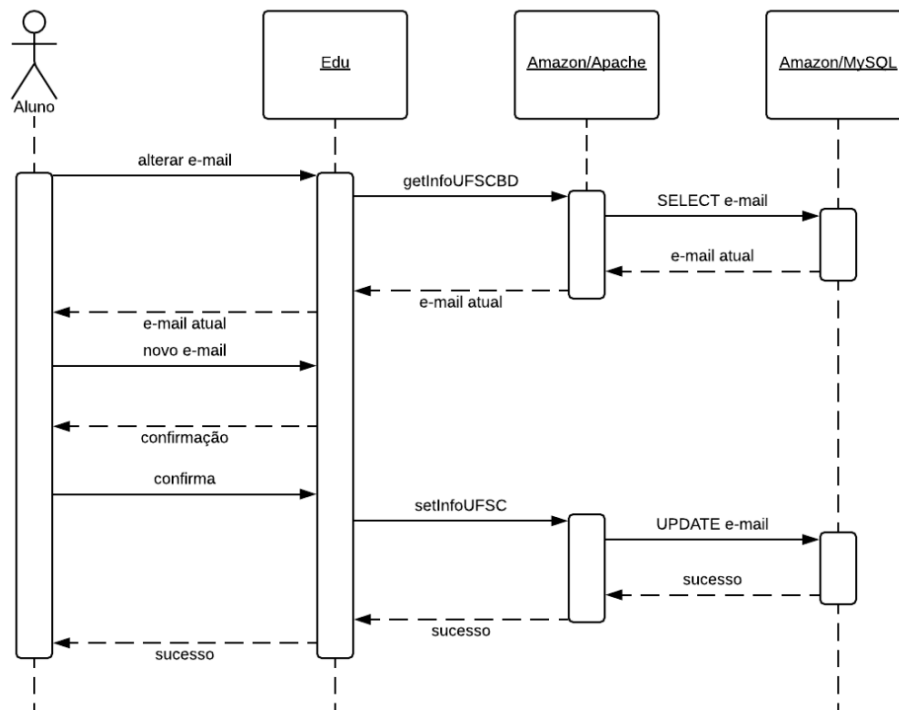 Edu
Amazon/Apache
Amazon/MySQL
Aluno
alterar e-mail
getInfoUFSCBD
SELECT e-mail
e-mail atual
e-mail atual
e-mail atual
novo e-mail
confirmação
confirma
setInfoUFSC
UPDATE e-mail
sucesso
sucesso
sucesso